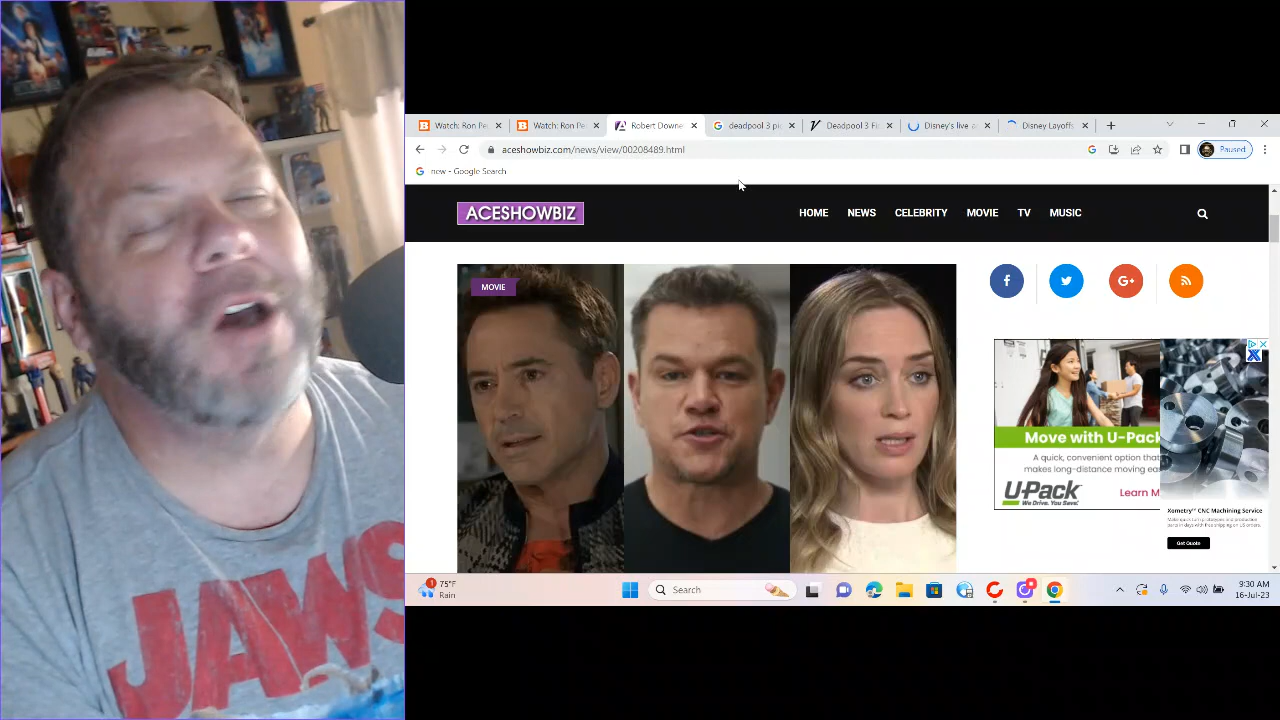 Watch: Ron Pe
Watch: Ron Pe
Robert Downe
deadpool 3 pi
Deadpool 3 Fi
Disney's live a
Disney Layoffs
aceshowbiz.com/news/view/00208489.html
Paused
new - Google Search
ACESHOWBIZ
HOME NEWS CELEBRITY MOVIE TV MUSIC
MOVIE
Move with U-Pack
A quick, convenient option that
makes long-distance moving ea
U-Pack
We Drive. You Save!
Learn M
Xometry® CNC Machining Service
Get Quote
JAWS
75°F
Rain
Search
9:30 AM
16-Jul-23